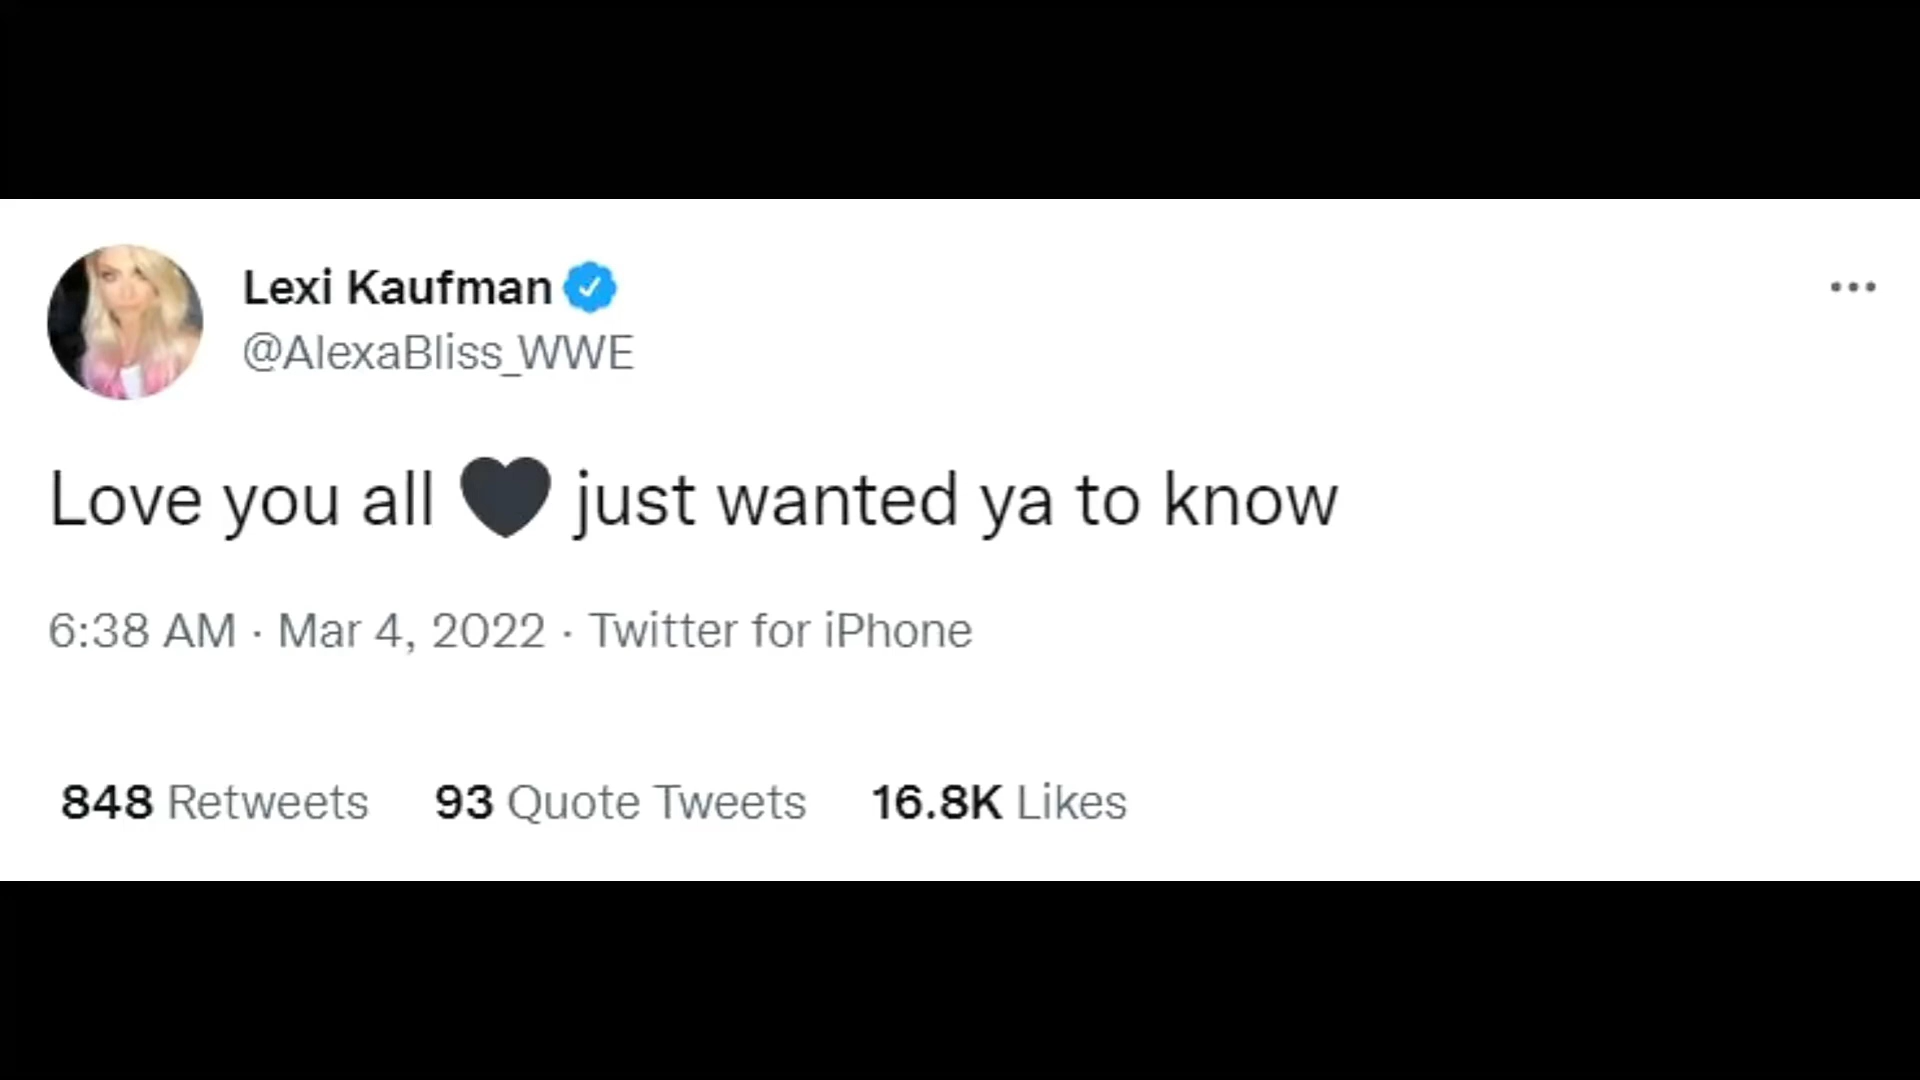 Lexi Kaufman
@AlexaBliss_WWE
Love you all 🖤 just wanted ya to know
6:38 AM · Mar 4, 2022 · Twitter for iPhone
848 Retweets 93 Quote Tweets 16.8K Likes